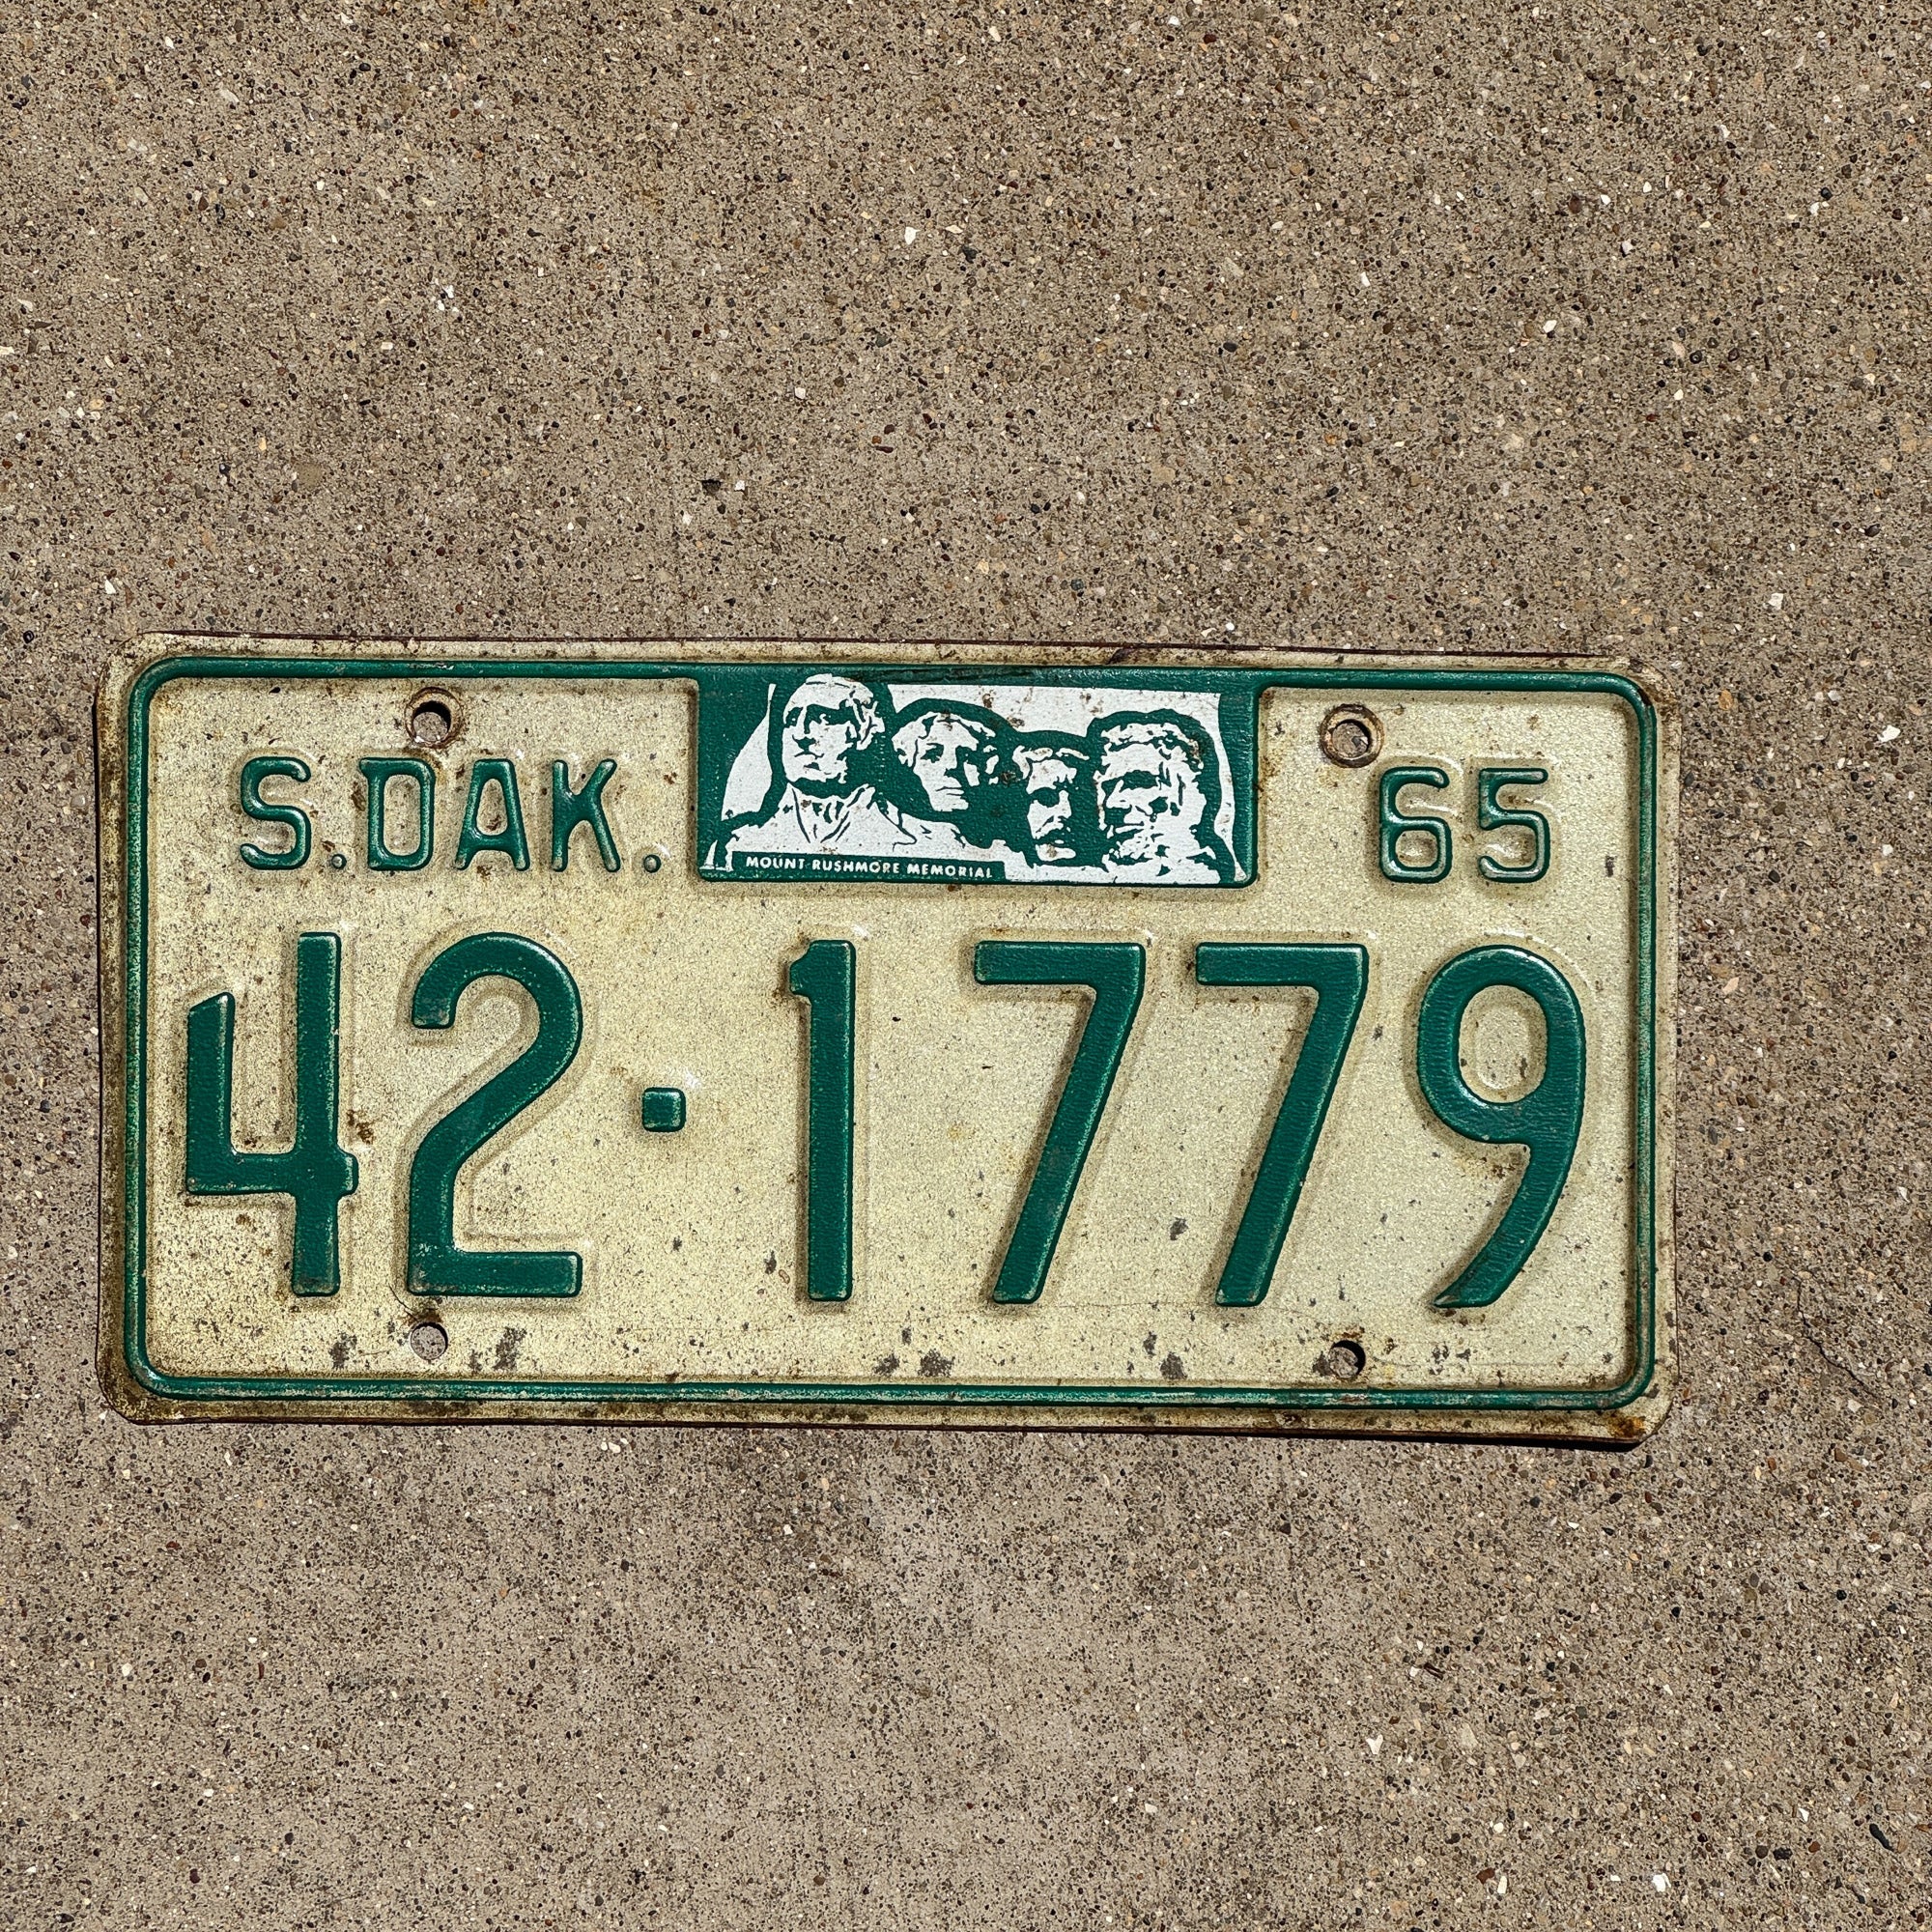 S.DAK. 65
MOUNT RUSHMORE MEMORIAL
42·1779